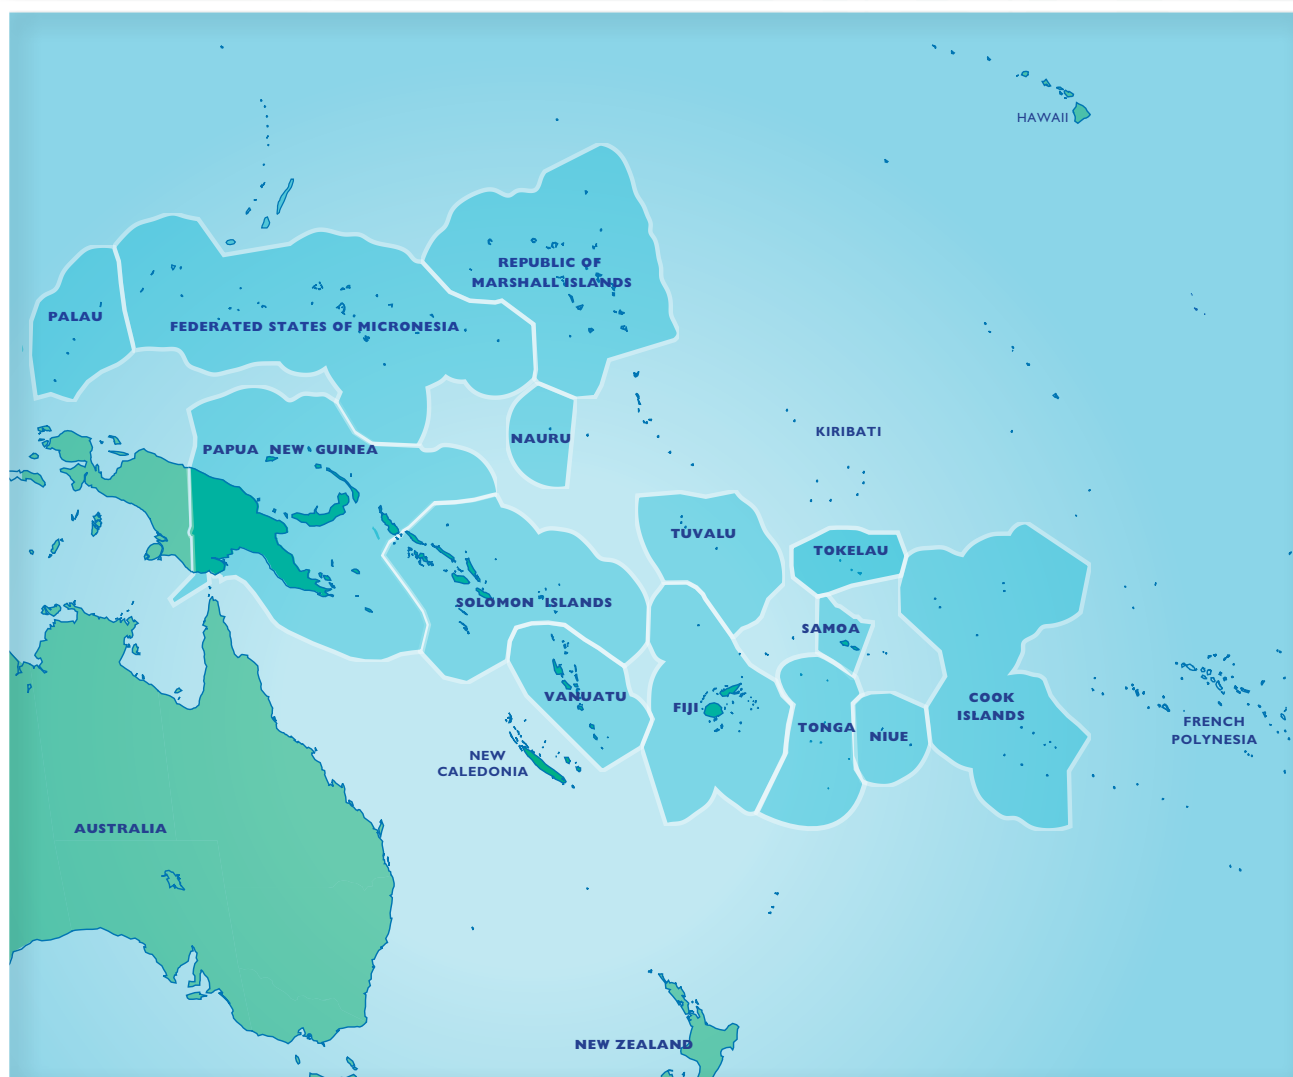 HAWAII
REPUBLIC OF
MARSHALL ISLANDS
PALAU
FEDERATED STATES OF MICRONESIA
KIRIBATI
NAURU
PAPUA NEW GUINEA
TUVALU
TOKELAU
SOLOMON ISLANDS
SAMOA
VANUATU
FIJI
TONGA
NIUE
COOK
ISLANDS
FRENCH
POLYNESIA
NEW
CALEDONIA
AUSTRALIA
NEW ZEALAND